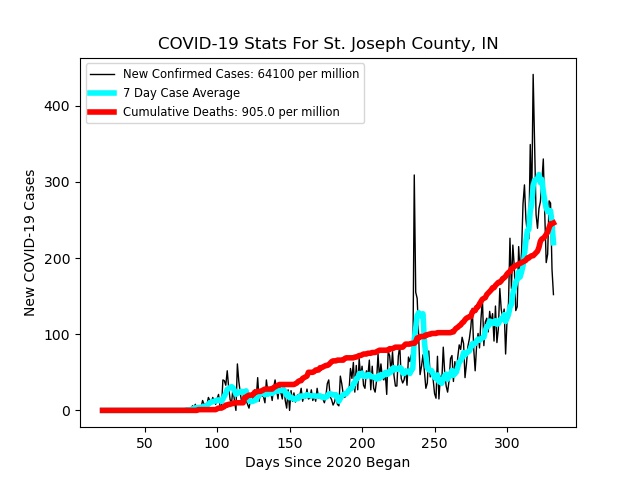 COVID-19 Stats For St. Joseph County, IN
New Confirmed Cases: 64100 per million
7 Day Case Average
Cumulative Deaths: 905.0 per million
New COVID-19 Cases
400
300
200
100
0
50 100 150 200 250 300
Days Since 2020 Began